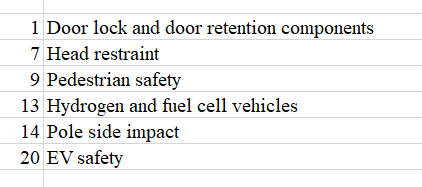 1 Door lock and door retention components
7 Head restraint
9 Pedestrian safety
13 Hydrogen and fuel cell vehicles
14 Pole side impact
20 EV safety